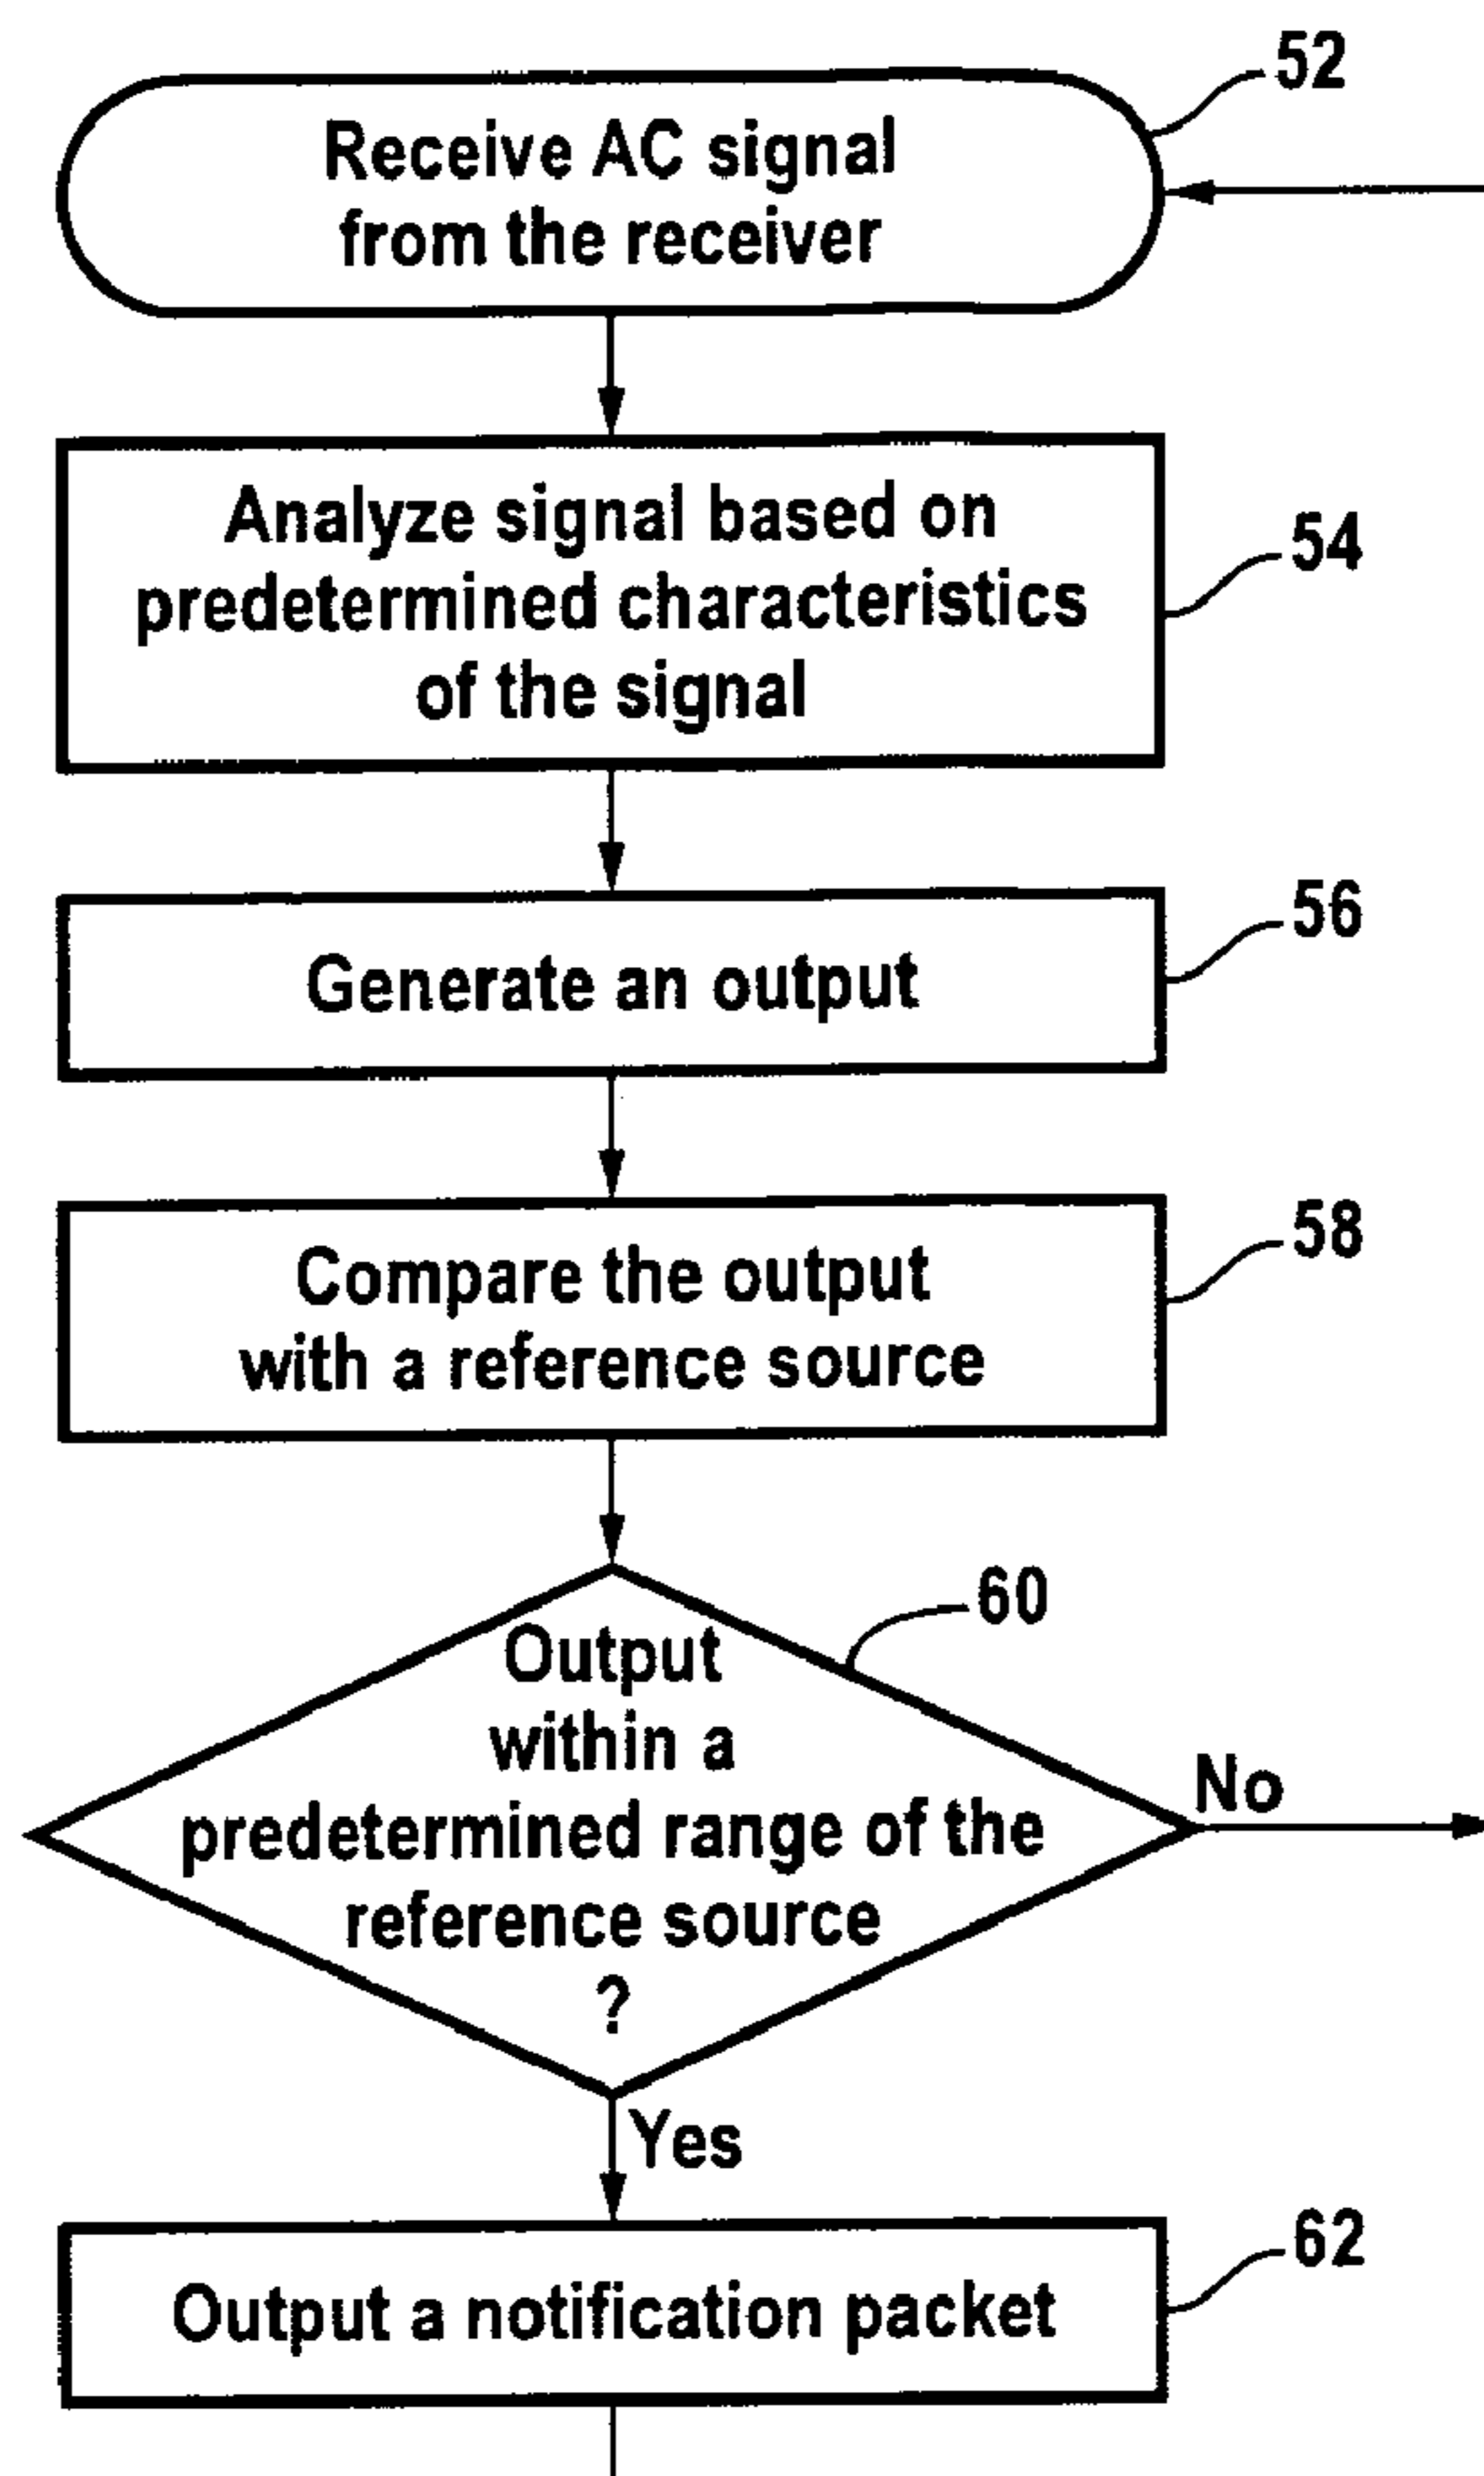 52
Receive AC signal
from the receiver
Analyze signal based on
predetermined characteristics
of the signal
54
56
Generate an output
58
Compare the output
with a reference source
60
Output
within a
predetermined range of the
reference source
?
No
Yes
62
Output a notification packet